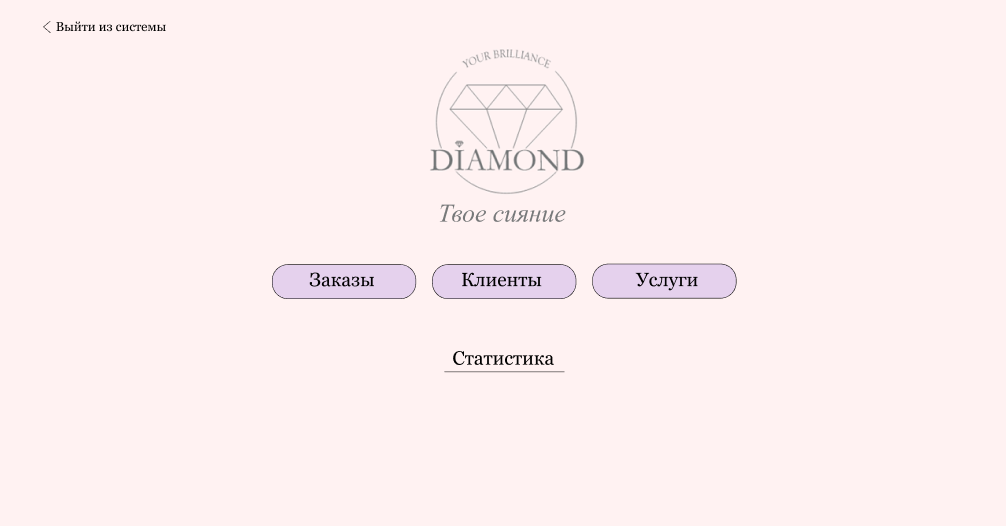 Выйти из системы
YOUR BRILLIANCE
DIAMOND
Твое сияние
Заказы Клиенты Услуги
Статистика